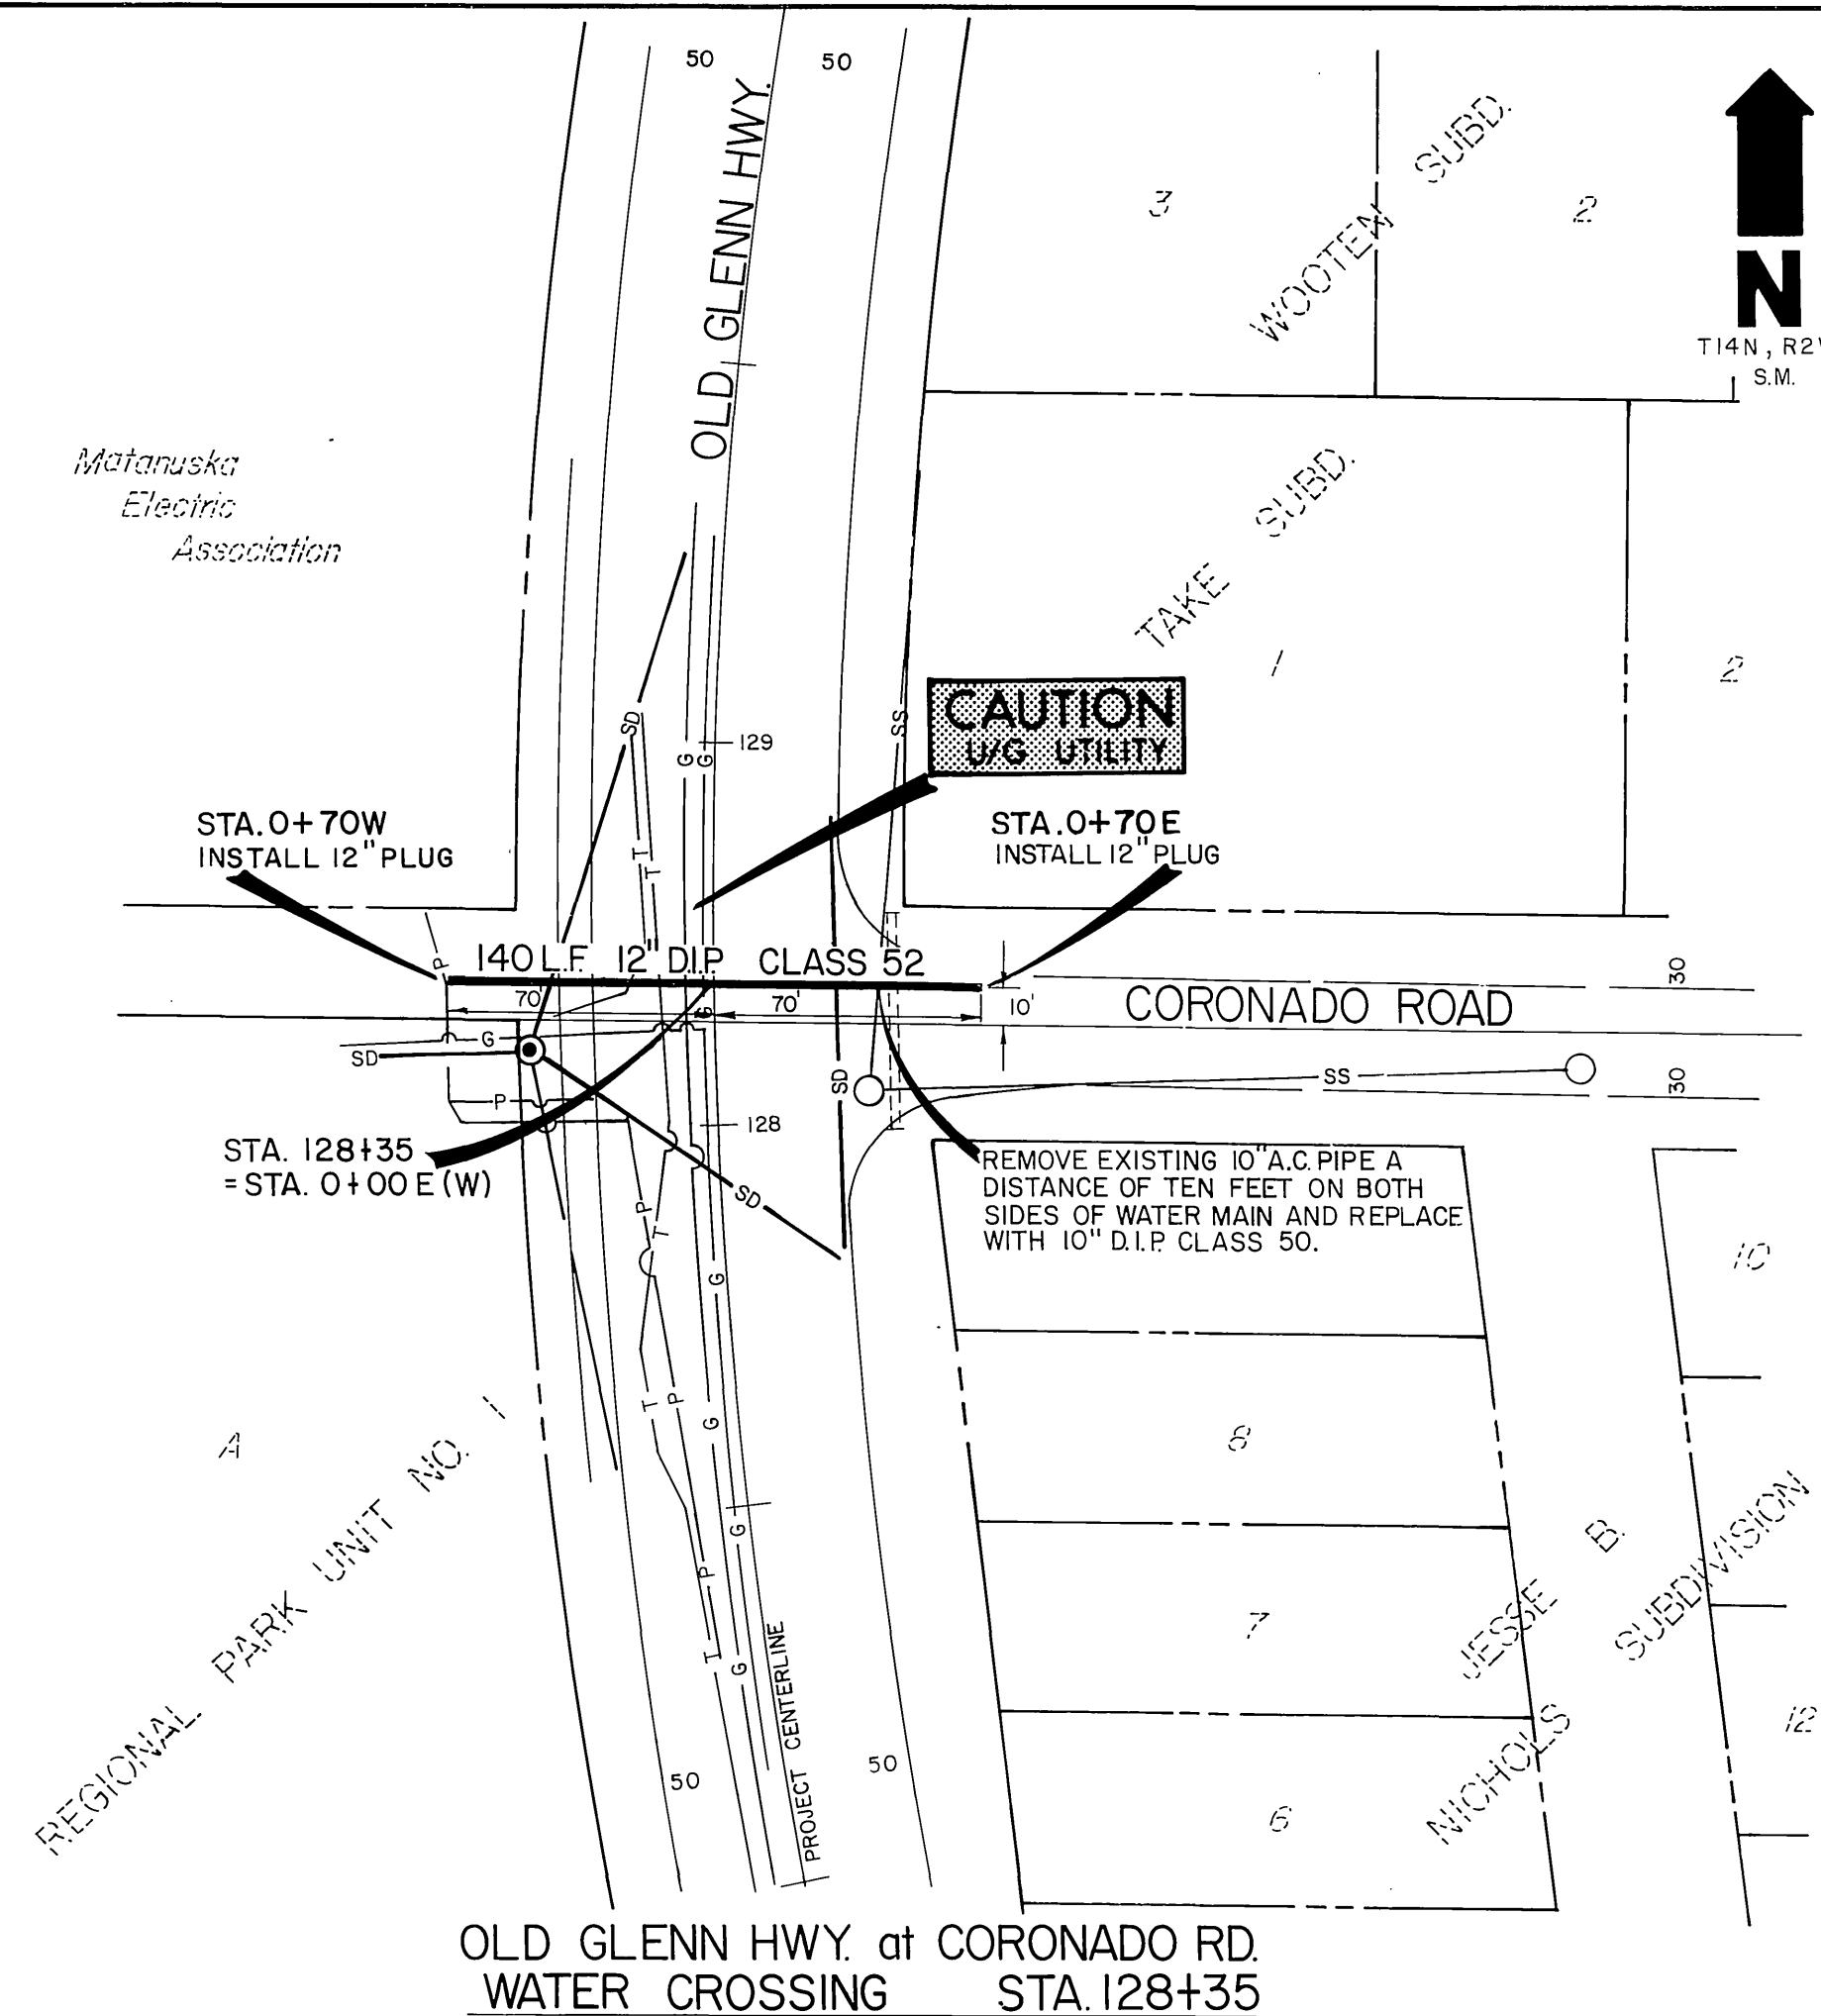 50
50
OLD GLENN HWY.
3
WOOTEN SUBD.
2
N
T14N, R2
S.M.
Matanuska
Electric
Association
TAKE SUBD.
1
2
CAUTION
U/G UTILITY
SD
SS
G
G
129
STA. 0+70W
INSTALL 12" PLUG
STA. 0+70E
INSTALL 12" PLUG
T
T
P
140 L.F. 12" D.I.P. CLASS 52
70'
70'
10'
G
CORONADO ROAD
30
30
SD
G
SD
SS
P
128
STA. 128+35
= STA. 0+00 E (W)
REMOVE EXISTING 10" A.C. PIPE A
DISTANCE OF TEN FEET ON BOTH
SIDES OF WATER MAIN AND REPLACE
WITH 10" D.I.P. CLASS 50.
SD
P
T
G
T
P
G
10
A
REGIONAL PARK UNIT NO. 1
8
G
P
T
G
7
JESSE B.
NICHOLS SUBDIVISION
12
6
50
PROJECT CENTERLINE
50
OLD GLENN HWY. at CORONADO RD.
WATER CROSSING STA. 128+35